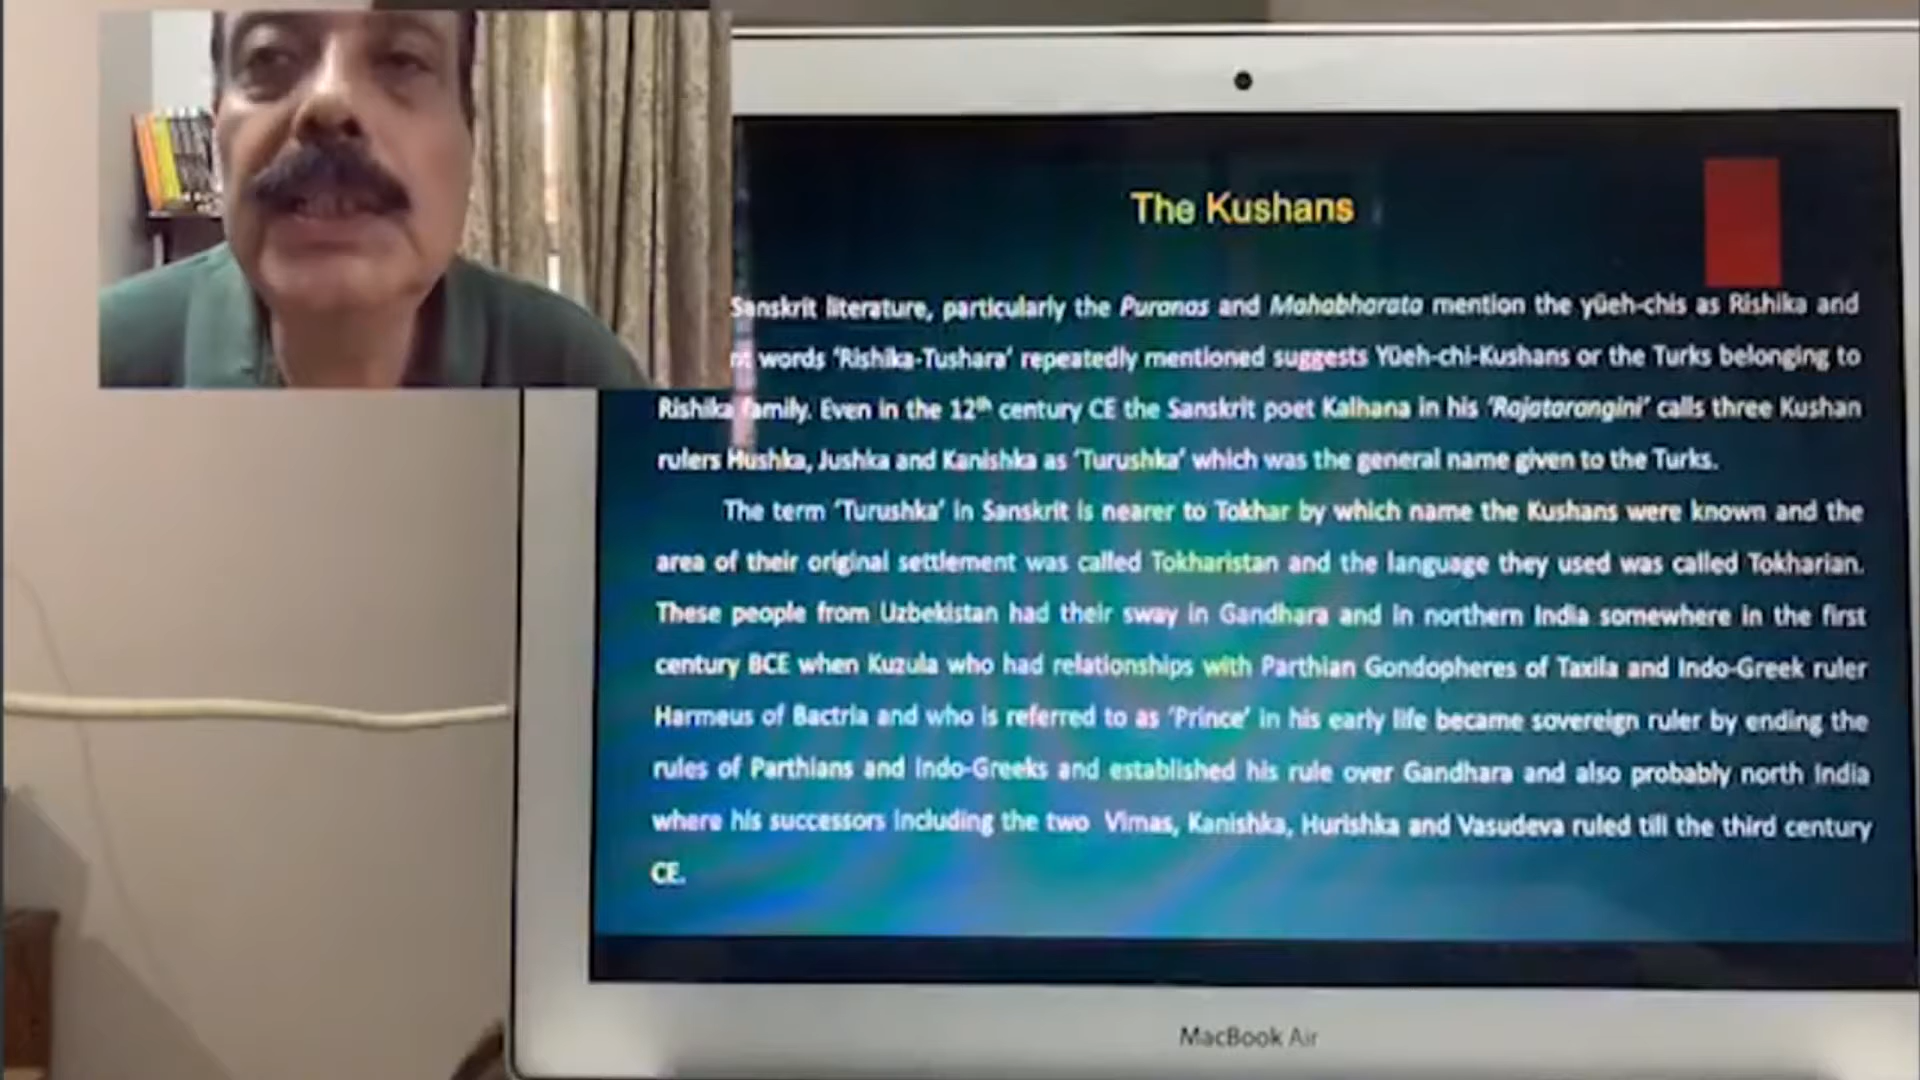 The Kushans
Sanskrit literature, particularly the Puranas and Mahabharata mention the yüeh-chis as Rishika and
words 'Rishika-Tushara' repeatedly mentioned suggests Yüeh-chi-Kushans or the Turks belonging to
Rishika family. Even in the 12th century CE the Sanskrit poet Kalhana in his 'Rajatarangini' calls three Kushan
rulers Hushka, Jushka and Kanishka as 'Turushka' which was the general name given to the Turks.
The term 'Turushka' in Sanskrit is nearer to Tokhar by which name the Kushans were known and the
area of their original settlement was called Tokharistan and the language they used was called Tokharian.
These people from Uzbekistan had their sway in Gandhara and in northern India somewhere in the first
century BCE when Kuzula who had relationships with Parthian Gondopheres of Taxila and Indo-Greek ruler
Harmeus of Bactria and who is referred to as 'Prince' in his early life became sovereign ruler by ending the
rules of Parthians and Indo-Greeks and established his rule over Gandhara and also probably north India
where his successors including the two Vimas, Kanishka, Hurishka and Vasudeva ruled till the third century
CE.
MacBook Air